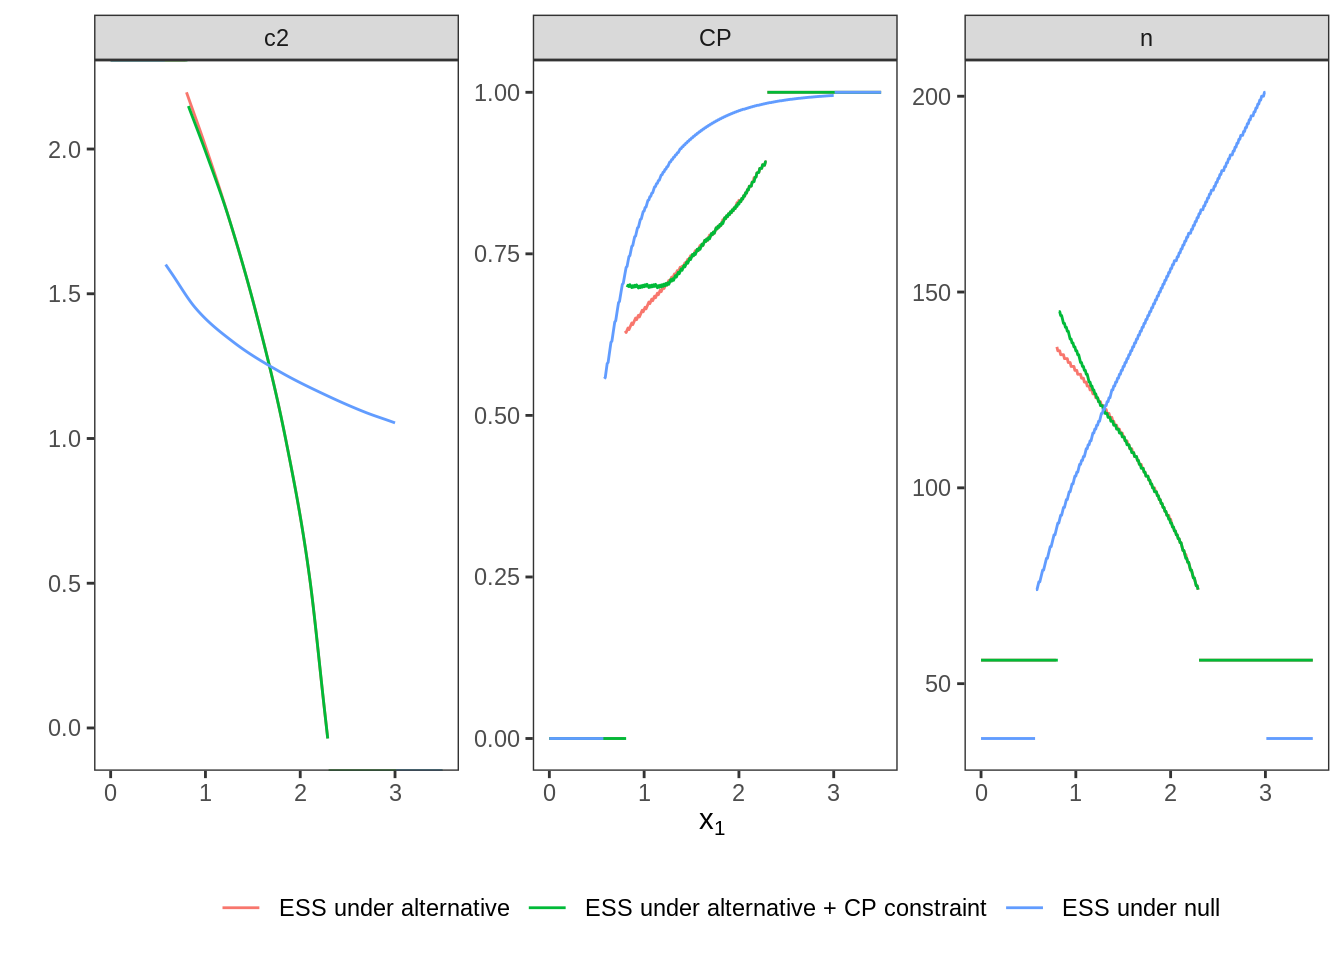 c2 CP n
2.0 1.5 1.0 0.5 0.0
1.00 0.75 0.50 0.25 0.00
200 150 100 50
0 1 2 3 0 1 2 3 0 1 2 3
x1
ESS under alternative ESS under alternative + CP constraint ESS under null